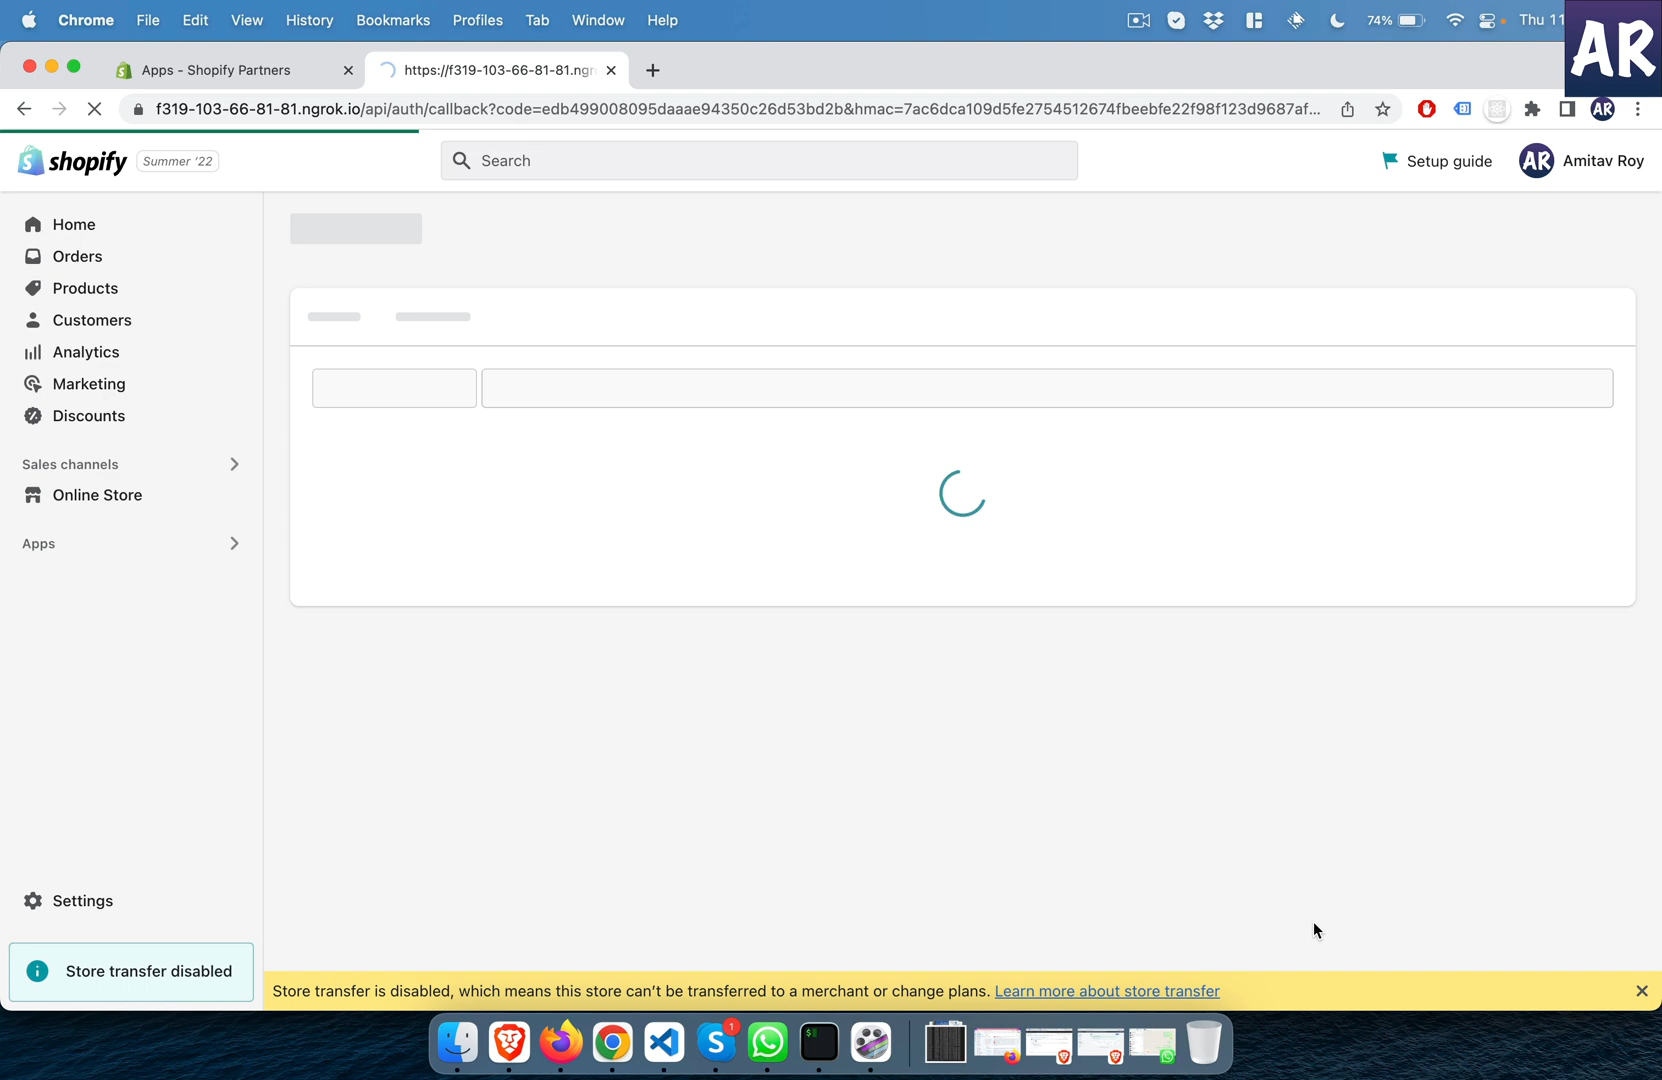 Chrome File Edit View History Bookmarks Profiles Tab Window Help 74% Thu 11
AR
Apps - Shopify Partners https://f319-103-66-81-81.ngr
f319-103-66-81-81.ngrok.io/api/auth/callback?code=edb499008095daaae94350c26d53bd2b&hmac=7ac6dca109d5fe2754512674fbeebfe22f98f123d9687af... AR
shopify Summer '22 Search Setup guide AR Amitav Roy
Home
Orders
Products
Customers
Analytics
Marketing
Discounts
Sales channels
Online Store
Apps
Settings
Store transfer disabled
Store transfer is disabled, which means this store can't be transferred to a merchant or change plans. Learn more about store transfer
1